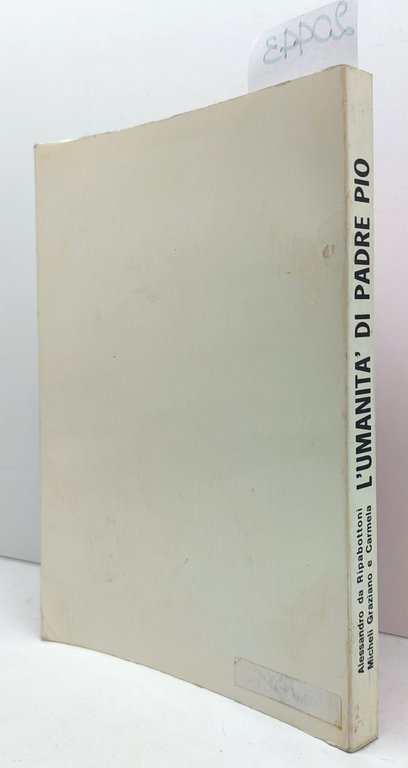 Alessandro da Ripabottoni
Micheli Graziano e Carmela
L'UMANITA' DI PADRE PIO